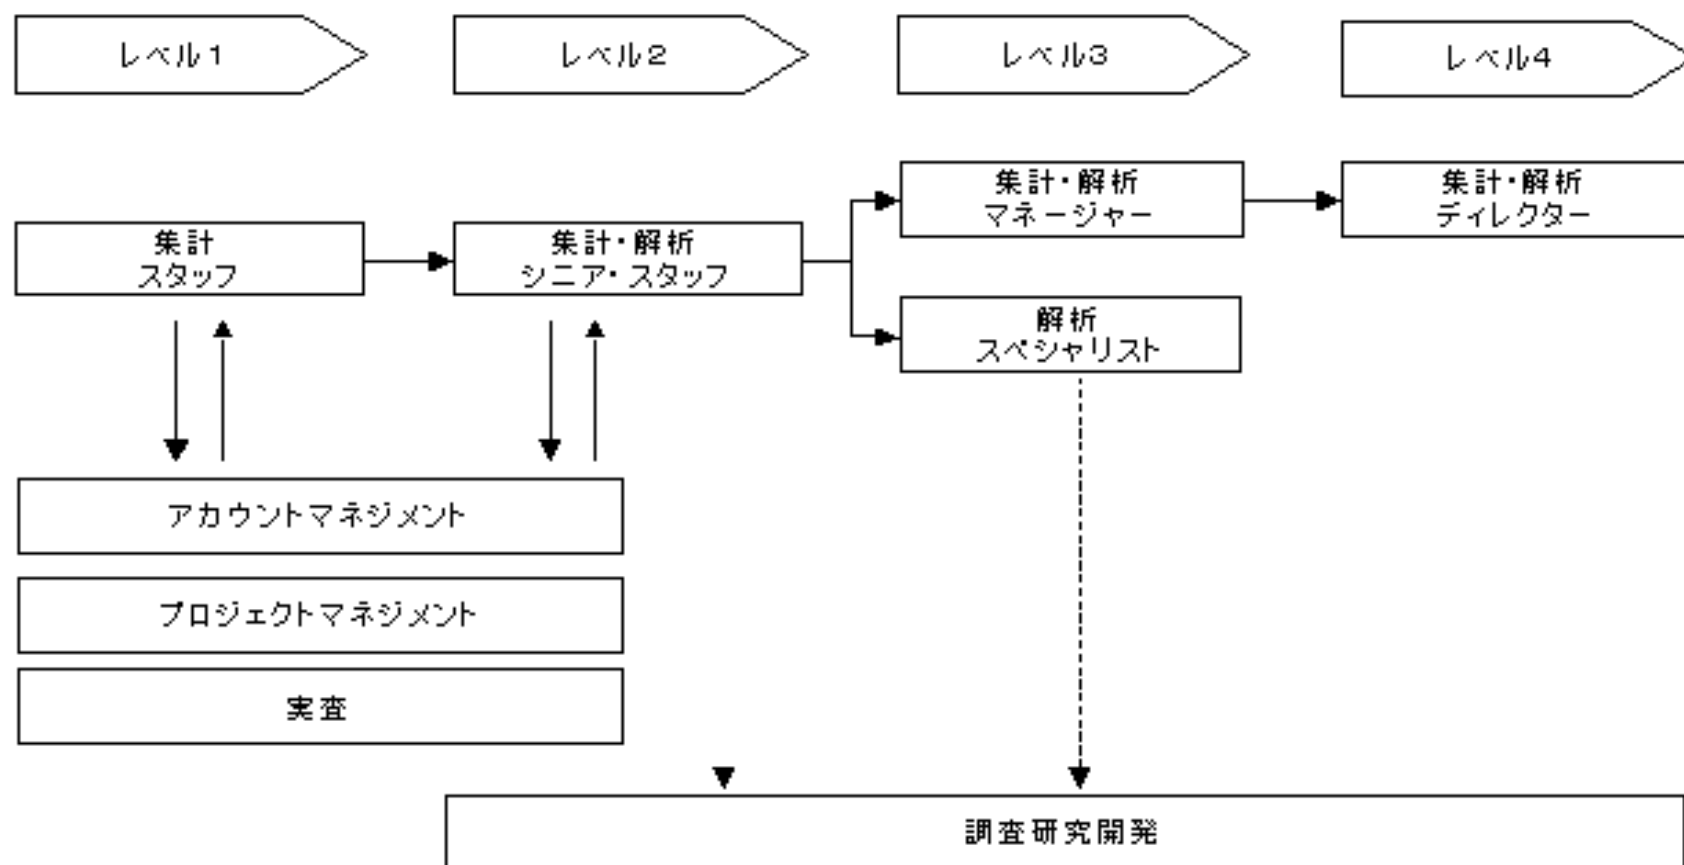 レベル1
レベル2
レベル3
レベル4
集計・解析
マネージャー
集計・解析
ディレクター
集計
スタッフ
集計・解析
シニア・スタッフ
解析
スペシャリスト
アカウントマネジメント
プロジェクトマネジメント
実査
調査研究開発